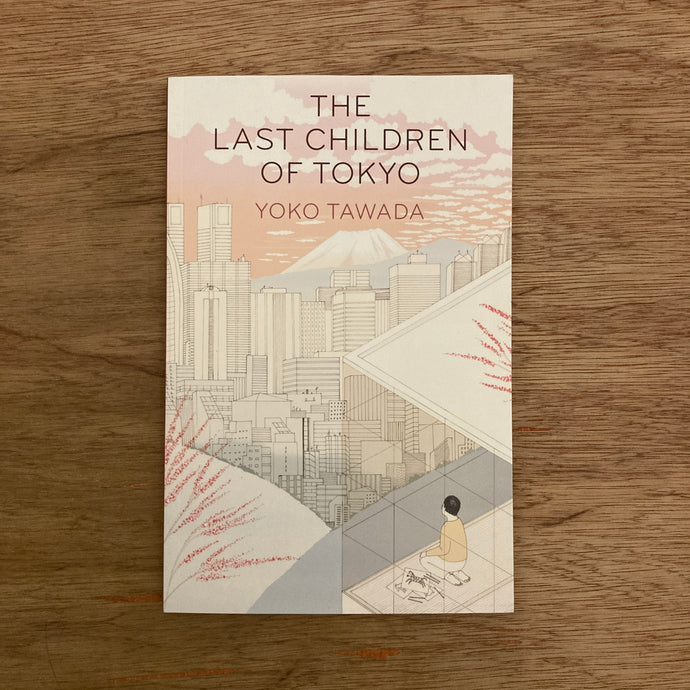 THE
LAST CHILDREN
OF TOKYO
YOKO TAWADA